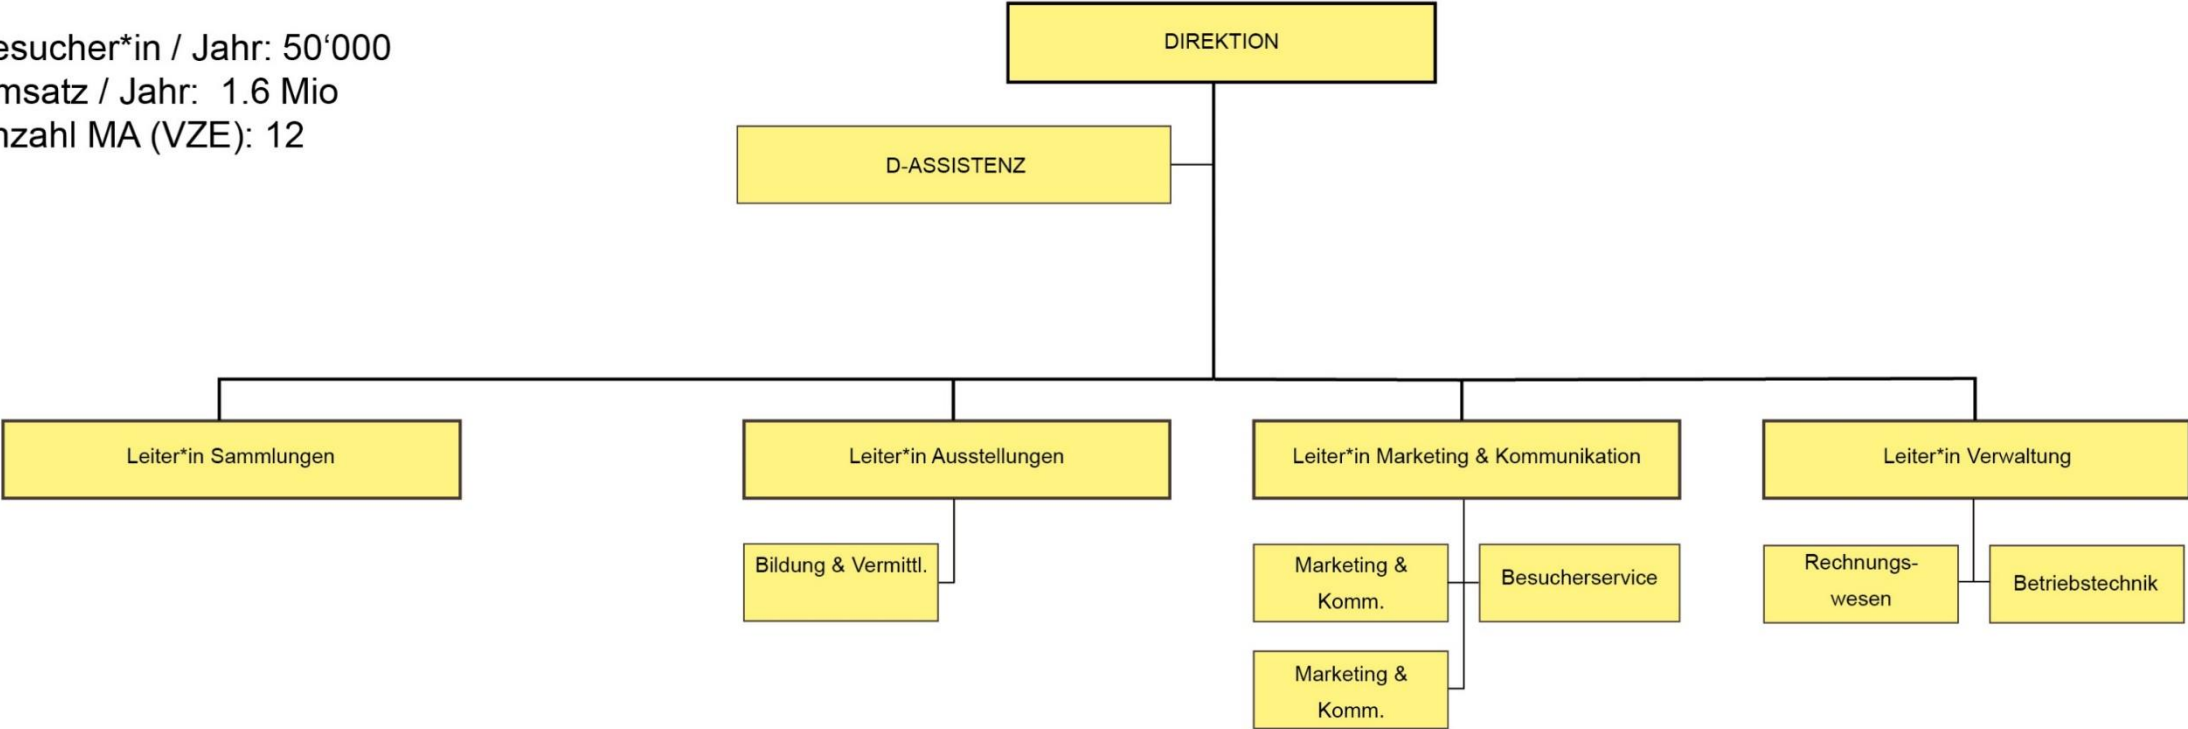 esucher*in / Jahr: 50‘000
msatz / Jahr:  1.6 Mio
nzahl MA (VZE): 12
DIREKTION
D-ASSISTENZ
Leiter*in Sammlungen
Leiter*in Ausstellungen
Leiter*in Marketing & Kommunikation
Leiter*in Verwaltung
Bildung & Vermittl.
Marketing &
Komm.
Besucherservice
Rechnungs-
wesen
Betriebstechnik
Marketing &
Komm.